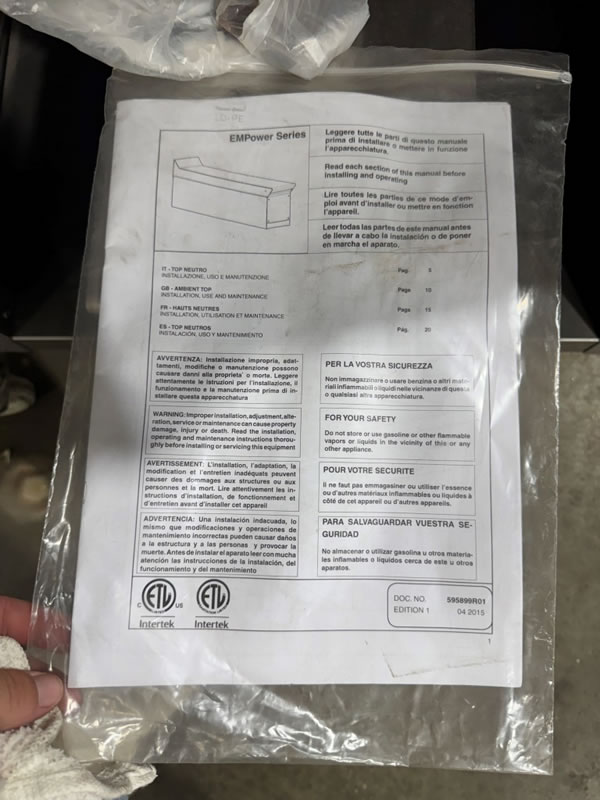 EMPower Series
Leggere tutte le parti di questo manuale
prima di installare o mettere in funzione
l'apparecchiatura.
Read each section of this manual before
installing and operating
Lire toutes les parties de ce mode d'em-
ploi avant d'installer ou mettre en fonction
l'appareil.
Leer todas las partes de este manual antes
de llevar a cabo la instalación o de poner
en marcha el aparato.
IT - TOP NEUTRO Pag. 5
INSTALLAZIONE, USO E MANUTENZIONE
GB - AMBIENT TOP Page 10
INSTALLATION, USE AND MAINTENANCE
FR - HAUTS NEUTRES Page 15
INSTALLATION, UTILISATION ET MAINTENANCE
ES - TOP NEUTROS Pág. 20
INSTALACIÓN, USO Y MANTENIMIENTO
AVVERTENZA: Installazione impropria, adat-
tamenti, modifiche o manutenzione possono
causare danni alla proprieta' o morte. Leggere
attentamente le istruzioni per l'installazione, il
funzionamento e la manutenzione prima di in-
stallare questa apparecchatura
PER LA VOSTRA SICUREZZA
Non immagazzinare o usare benzina o altri mate-
riali infiammabili o liquidi nelle vicinanze di questa
o qualsiasi altra apparecchiatura.
WARNING: Improper installation, adjustment, alte-
ration, service or maintenance can cause property
damage, injury or death. Read the installation,
operating and maintenance instructions thorou-
ghly before installing or servicing this equipment
FOR YOUR SAFETY
Do not store or use gasoline or other flammable
vapors or liquids in the vicinity of this or any
other appliance.
AVERTISSEMENT: L'installation, l'adaptation, la
modification et l'entretien inadéquats peuvent
causer des dommages aux structures ou aux
personnes et la mort. Lire attentivement les in-
structions d'installation, de fonctionnement et
d'entretien avant d'installer cet appareil
POUR VOTRE SECURITE
Il ne faut pas emmagesiner ou utiliser l'essence
ou d'autres matériaux inflammables ou liquides à
côté de cet appareil ou d'autres appareils.
ADVERTENCIA: Una instalación indacuada, lo
mismo que modificaciones y operaciones de
mantenimiento incorrectas pueden causar daños
a la estructura y a las personas y provocar la
muerte. Antes de instalar el aparato leer con mucha
atención las instrucciones de la instalación, del
funcionamiento y del mantenimiento
PARA SALVAGUARDAR VUESTRA SE-
GURIDAD
No almacenar o utilizar gasolina u otros materia-
les inflamables o líquidos cerca de este u otros
aparatos.
C ETL US
Intertek
ETL
Intertek
DOC. NO. 595899R01
EDITION 1 04 2015
1